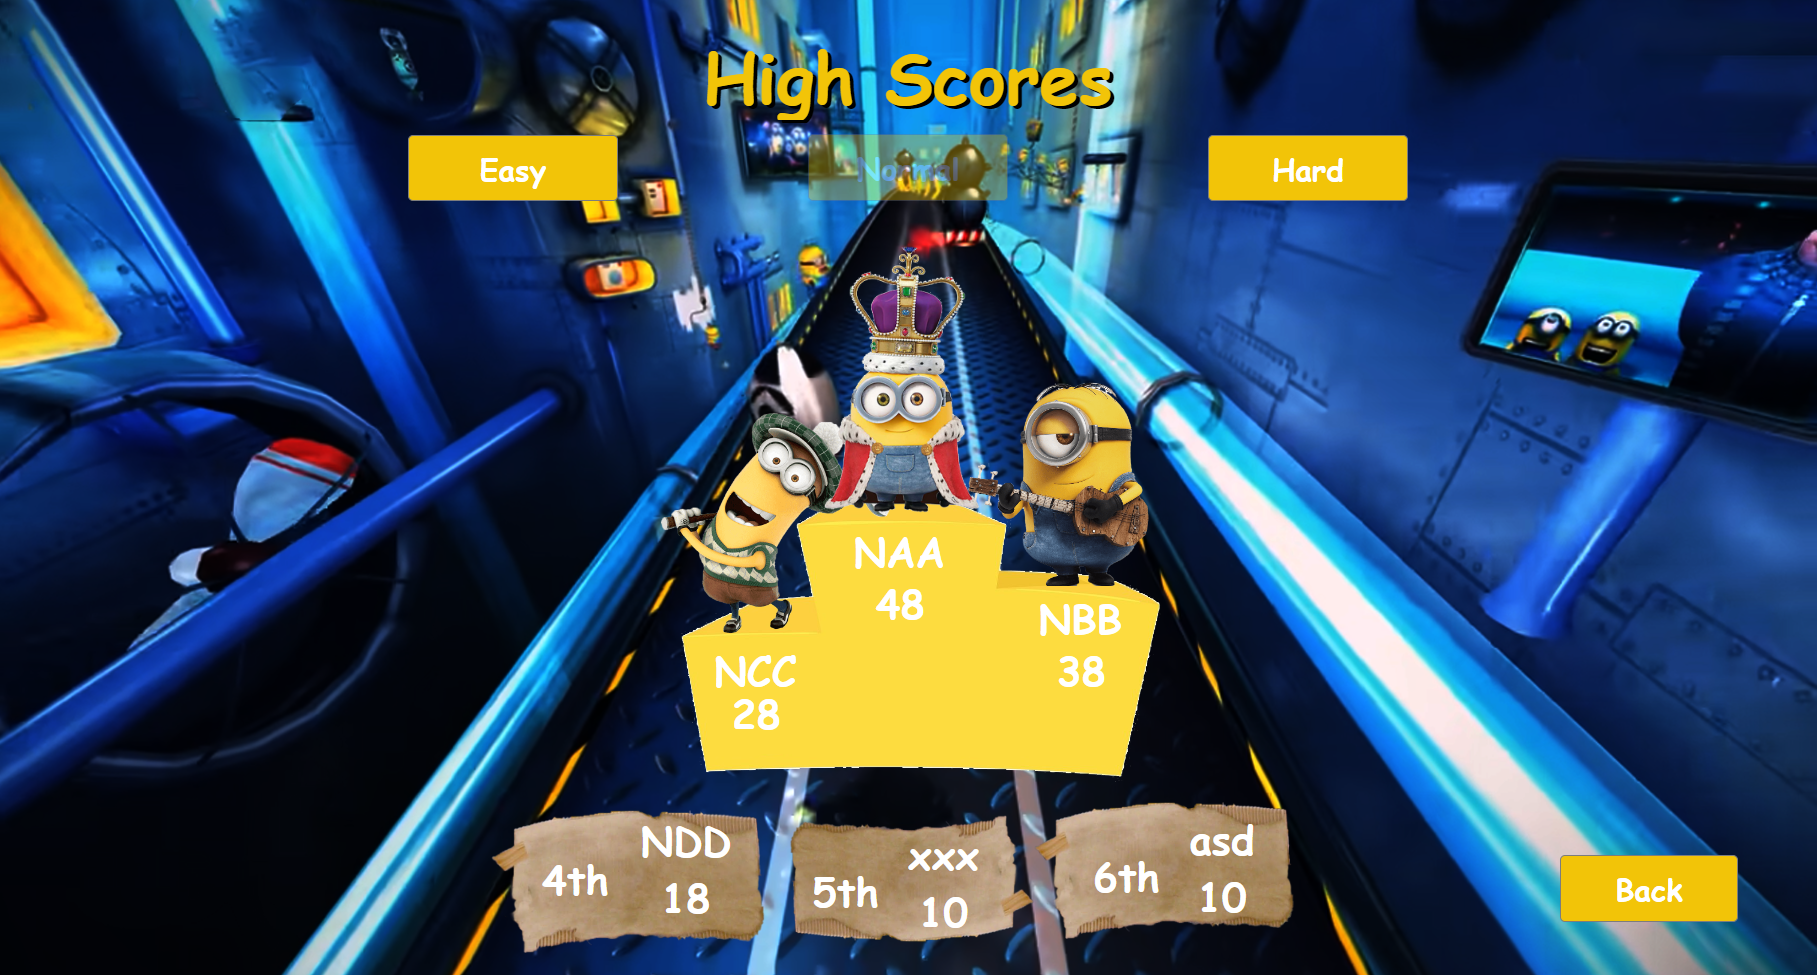 High Scores
Easy
Normal
Hard
NAA
48
NBB
38
NCC
28
4th
NDD
18
5th
xxx
10
6th
asd
10
Back